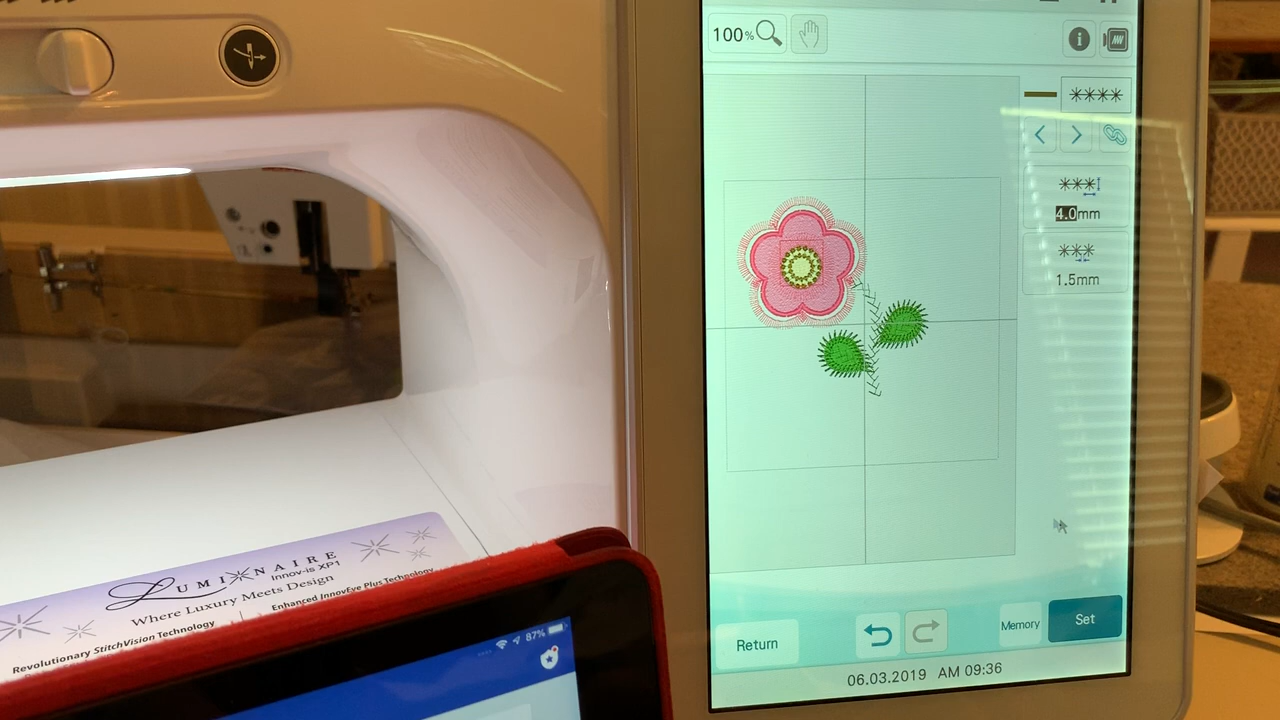 100%
i
4.0mm
1.5mm
LUMINAIRE
Innov-is XP1
Where Luxury Meets Design
Revolutionary StitchVision Technology
Enhanced InnovEye Plus Technology
87%
Return
Memory
Set
06.03.2019 AM 09:36